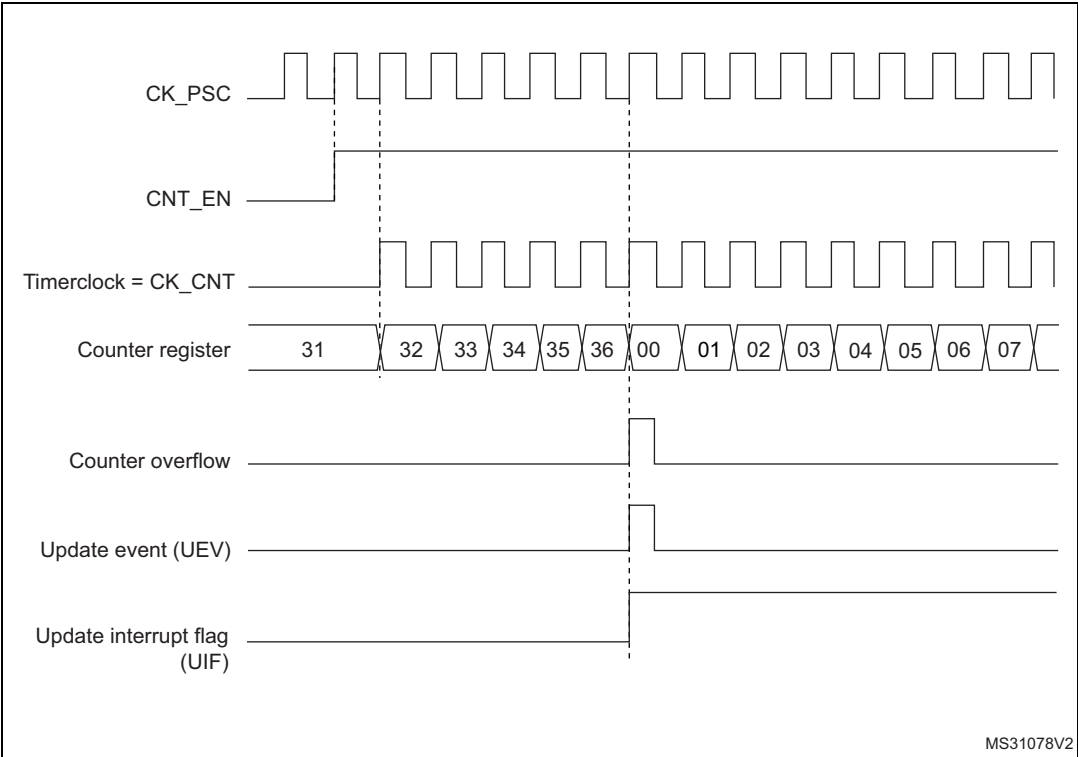 CK_PSC
CNT_EN
Timerclock = CK_CNT
Counter register 31 32 33 34 35 36 00 01 02 03 04 05 06 07
Counter overflow
Update event (UEV)
Update interrupt flag
(UIF)
MS31078V2